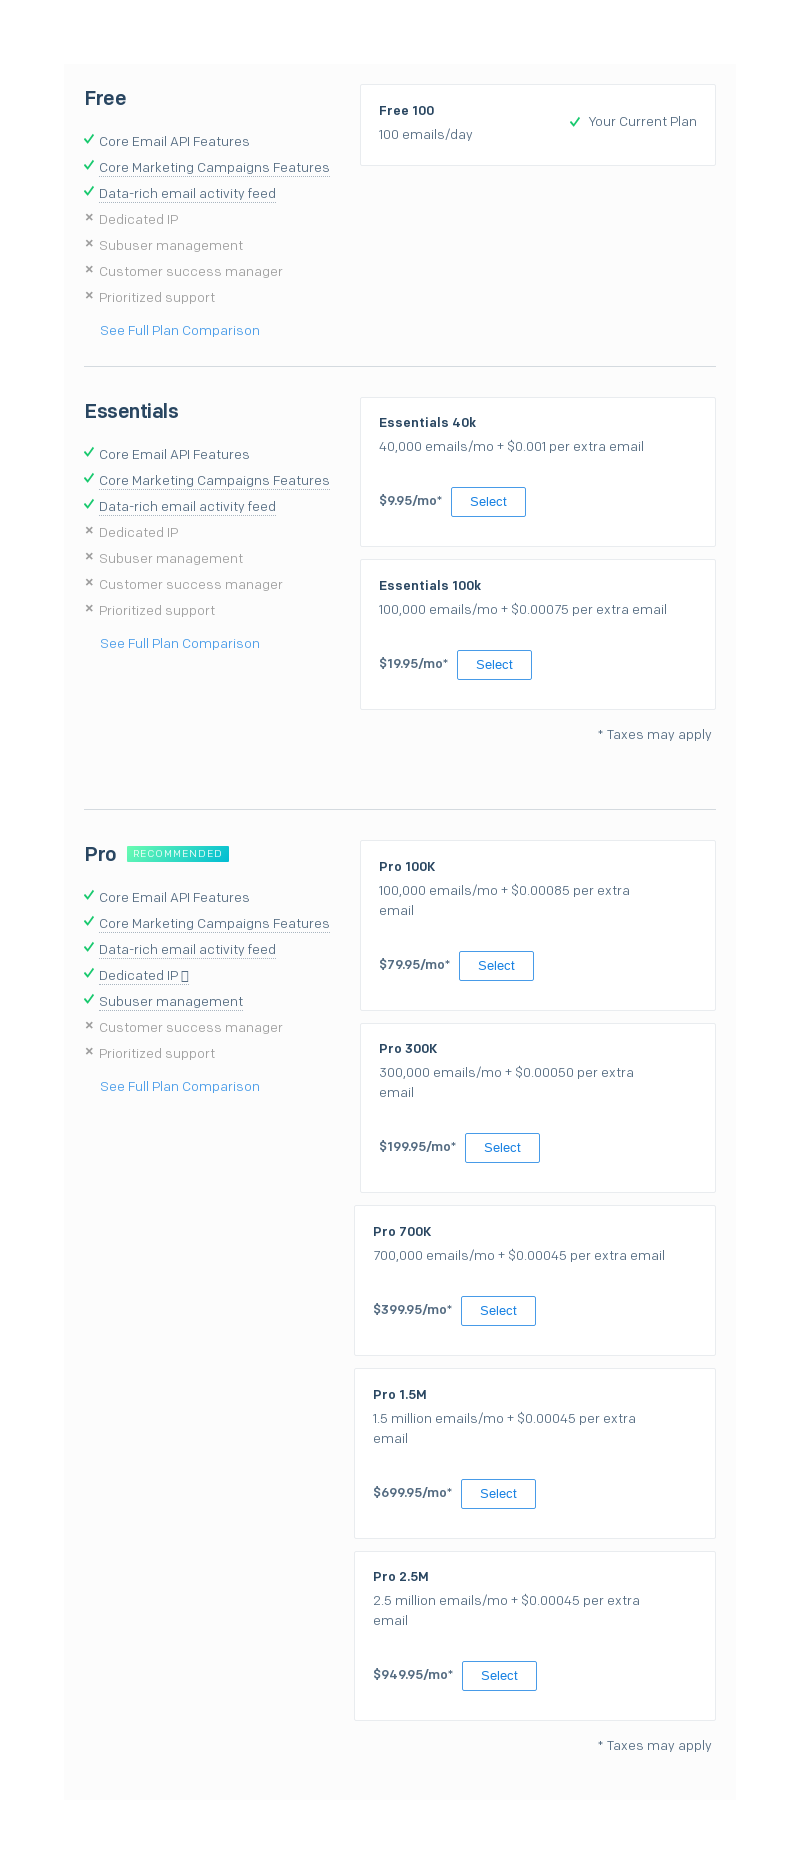 Free
Core Email API Features
Core Marketing Campaigns Features
Data-rich email activity feed
Dedicated IP
Subuser management
Customer success manager
Prioritized support
See Full Plan Comparison
Free 100
100 emails/day
Your Current Plan
Essentials
Core Email API Features
Core Marketing Campaigns Features
Data-rich email activity feed
Dedicated IP
Subuser management
Customer success manager
Prioritized support
See Full Plan Comparison
Essentials 40k
40,000 emails/mo + $0.001 per extra email
$9.95/mo* Select
Essentials 100k
100,000 emails/mo + $0.00075 per extra email
$19.95/mo* Select
* Taxes may apply
Pro RECOMMENDED
Core Email API Features
Core Marketing Campaigns Features
Data-rich email activity feed
Dedicated IP
Subuser management
Customer success manager
Prioritized support
See Full Plan Comparison
Pro 100K
100,000 emails/mo + $0.00085 per extra
email
$79.95/mo* Select
Pro 300K
300,000 emails/mo + $0.00050 per extra
email
$199.95/mo* Select
Pro 700K
700,000 emails/mo + $0.00045 per extra email
$399.95/mo* Select
Pro 1.5M
1.5 million emails/mo + $0.00045 per extra
email
$699.95/mo* Select
Pro 2.5M
2.5 million emails/mo + $0.00045 per extra
email
$949.95/mo* Select
* Taxes may apply